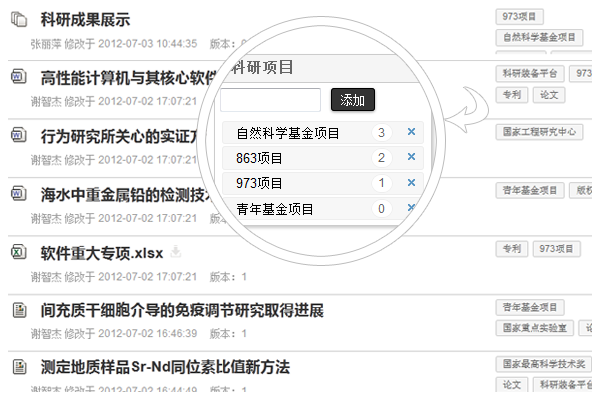 科研成果展示
973项目
自然科学基金项目
张丽萍 修改于 2012-07-03 10:44:35 版本：
科研项目
添加
自然科学基金项目 3 ×
863项目 2 ×
973项目 1 ×
青年基金项目 0 ×
高性能计算机与其核心软件
科研装备平台 973
专利 论文
谢智杰 修改于 2012-07-02 17:07:21
行为研究所关心的实证
国家工程研究中心
谢智杰 修改于 2012-07-02 17:07:21
海水中重金属铅的检测技
青年基金项目 版权
谢智杰 修改于 2012-07-02 17:07:21 版本：1
软件重大专项.xlsx
专利 973项目
谢智杰 修改于 2012-07-02 17:07:21 版本：1
间充质干细胞介导的免疫调节研究取得进展
青年基金项目
国家重点实验室
谢智杰 修改于 2012-07-02 16:46:39 版本：1
测定地质样品Sr-Nd同位素比值新方法
国家最高科学技术奖
论文 科研装备平台
谢智杰 修改于 2012-07-02 16:44:49 版本：1